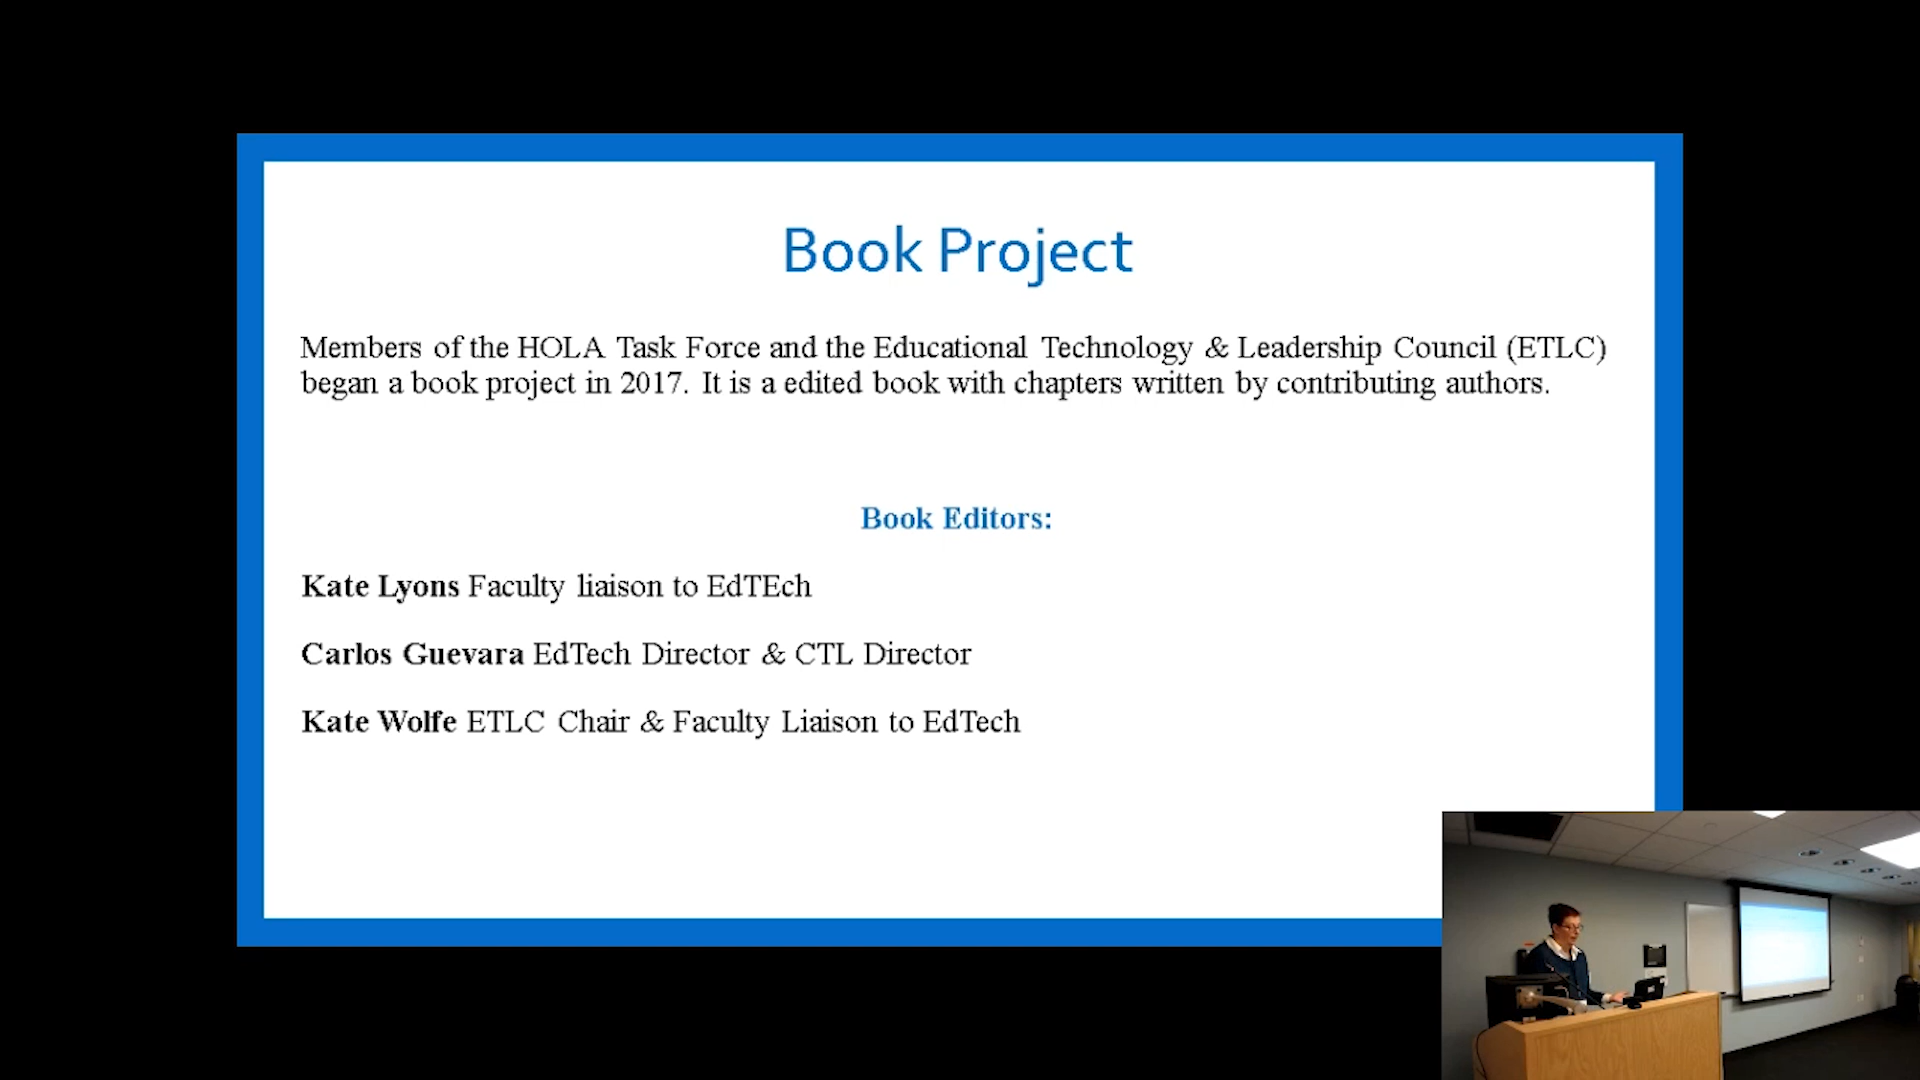 Book Project
Members of the HOLA Task Force and the Educational Technology & Leadership Council (ETLC)
began a book project in 2017. It is a edited book with chapters written by contributing authors.
Book Editors:
Kate Lyons Faculty liaison to EdTEch
Carlos Guevara EdTech Director & CTL Director
Kate Wolfe ETLC Chair & Faculty Liaison to EdTech